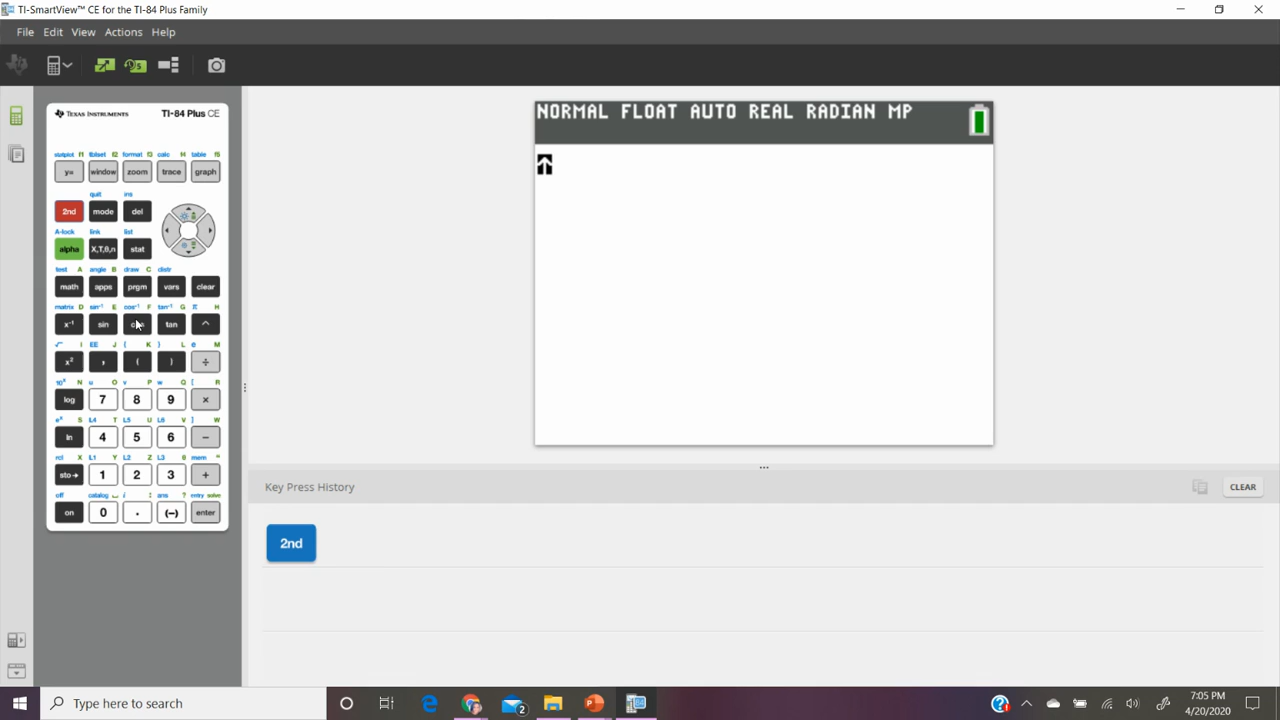 TI-SmartView™ CE for the TI-84 Plus Family
File Edit View Actions Help
TEXAS INSTRUMENTS TI-84 Plus CE
NORMAL FLOAT AUTO REAL RADIAN MP
statplot f1 tblset f2 format f3 calc f4 table f5
y= window zoom trace graph
quit ins
2nd mode del
A-lock link list
alpha X,T,θ,n stat
test A angle B draw C distr
math apps prgm vars clear
matrix D sin⁻¹ E cos⁻¹ F tan⁻¹ G π H
x⁻¹ sin tan ^
√ I EE J { K } L e M
x² , ( ) ÷
10ˣ N u O v P w Q [ R
log 7 8 9 ×
eˣ S L4 T L5 U L6 V ] W
ln 4 5 6 −
rcl X L1 Y L2 Z L3 θ mem "
sto→ 1 2 3 +
off catalog i : ans ? entry solve
on 0 . (−) enter
Key Press History CLEAR
2nd
Type here to search
2
7:05 PM
4/20/2020